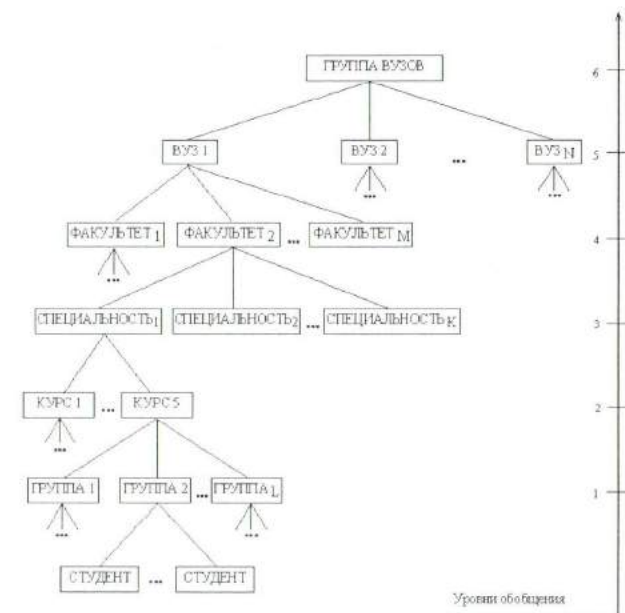 ГРУППА ВУЗОВ
6
ВУЗ 1
ВУЗ 2
...
ВУЗ N
5
...
...
ФАКУЛЬТЕТ 1
ФАКУЛЬТЕТ 2
...
ФАКУЛЬТЕТ M
4
...
СПЕЦИАЛЬНОСТЬ1
СПЕЦИАЛЬНОСТЬ2
...
СПЕЦИАЛЬНОСТЬK
3
КУРС 1
...
КУРС 5
2
...
ГРУППА 1
ГРУППА 2
...
ГРУППА L
1
...
...
СТУДЕНТ
...
СТУДЕНТ
Уровни обобщения